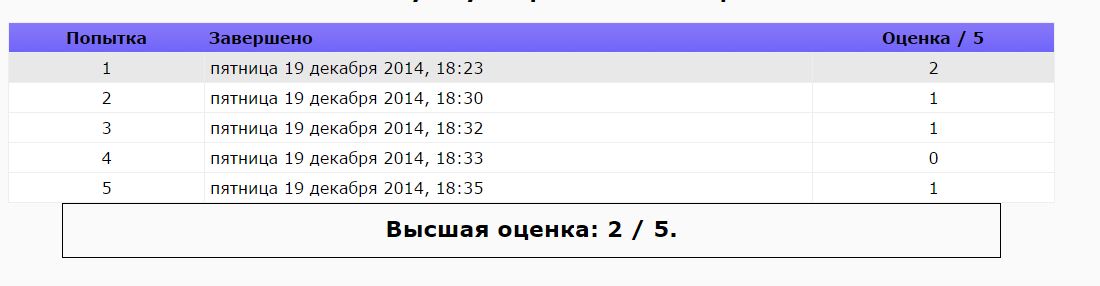 Попытка Завершено Оценка / 5
1 пятница 19 декабря 2014, 18:23 2
2 пятница 19 декабря 2014, 18:30 1
3 пятница 19 декабря 2014, 18:32 1
4 пятница 19 декабря 2014, 18:33 0
5 пятница 19 декабря 2014, 18:35 1
Высшая оценка: 2 / 5.